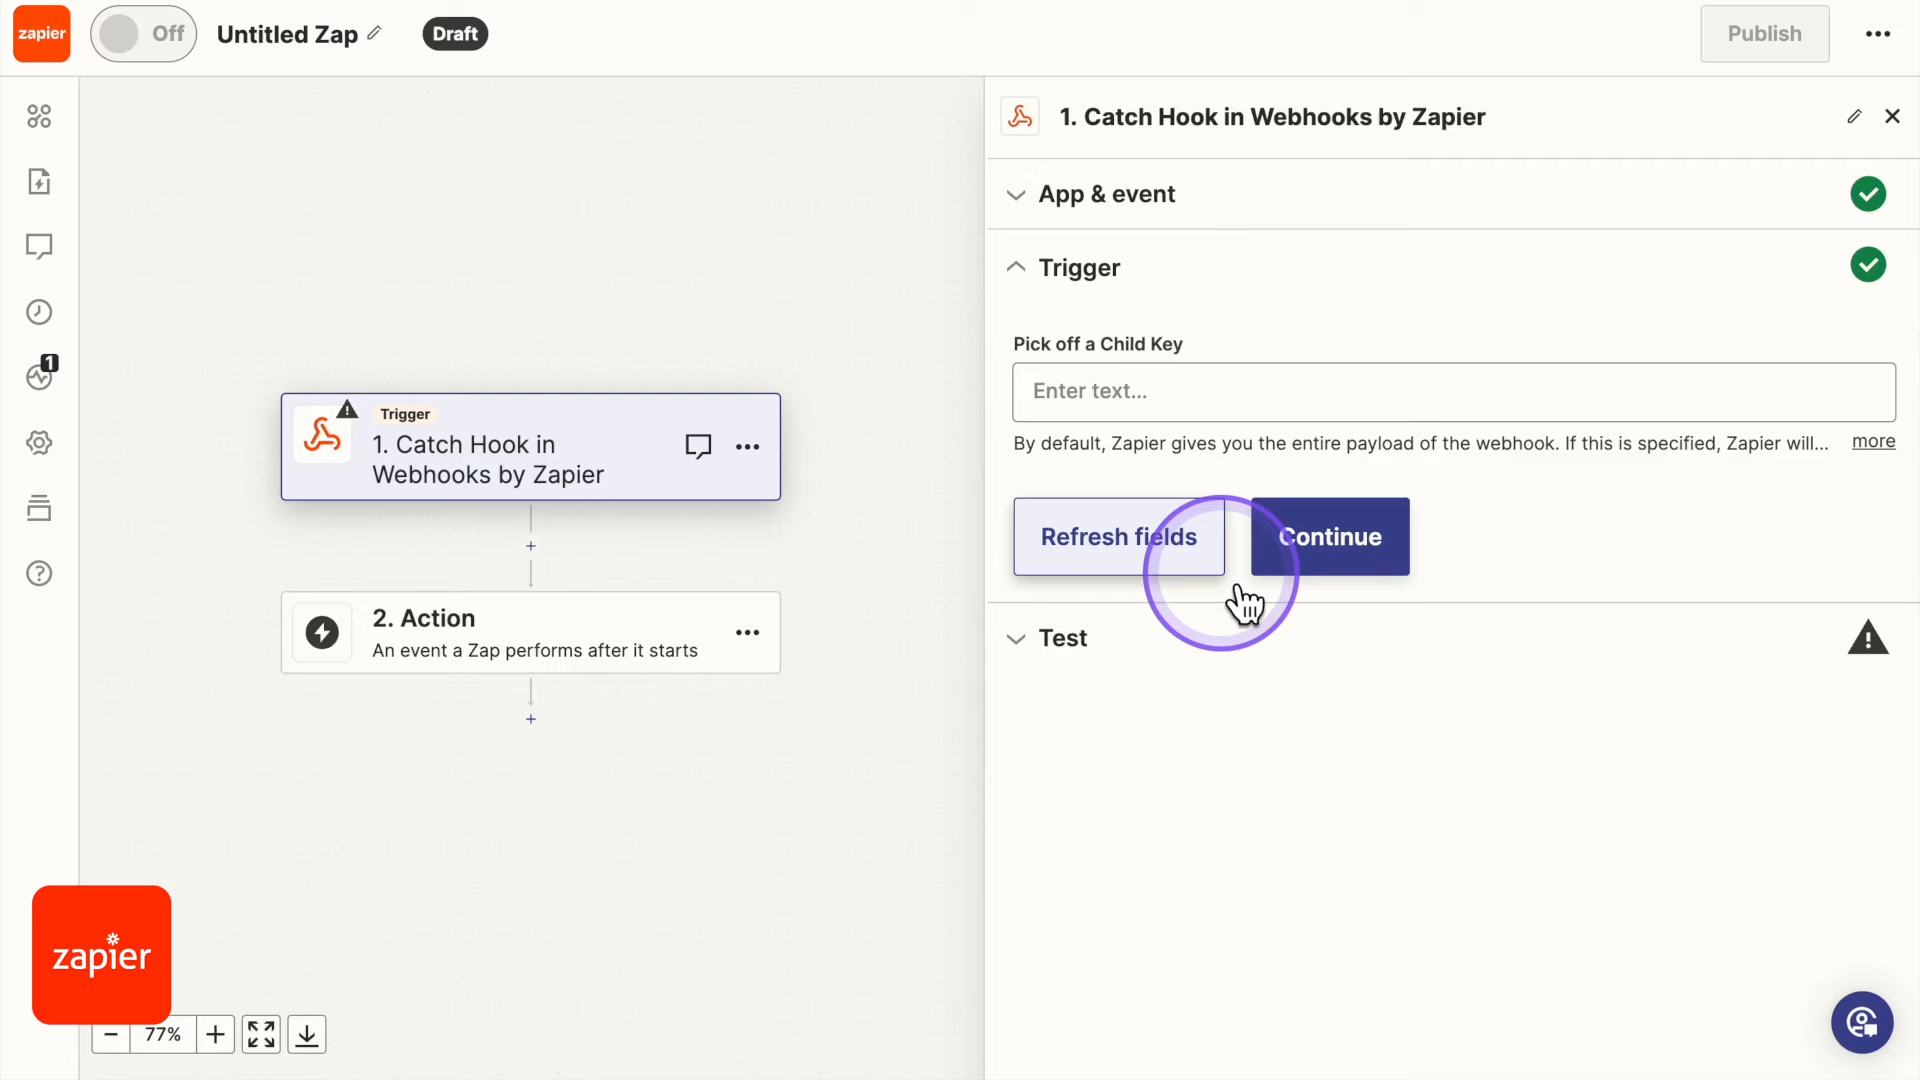 zapier
Off
Untitled Zap
Draft
Publish
1. Catch Hook in Webhooks by Zapier
App & event
Trigger
Pick off a Child Key
Enter text...
By default, Zapier gives you the entire payload of the webhook. If this is specified, Zapier will... more
Refresh fields
Continue
Test
1
Trigger
1. Catch Hook in
Webhooks by Zapier
2. Action
An event a Zap performs after it starts
zapier
77%